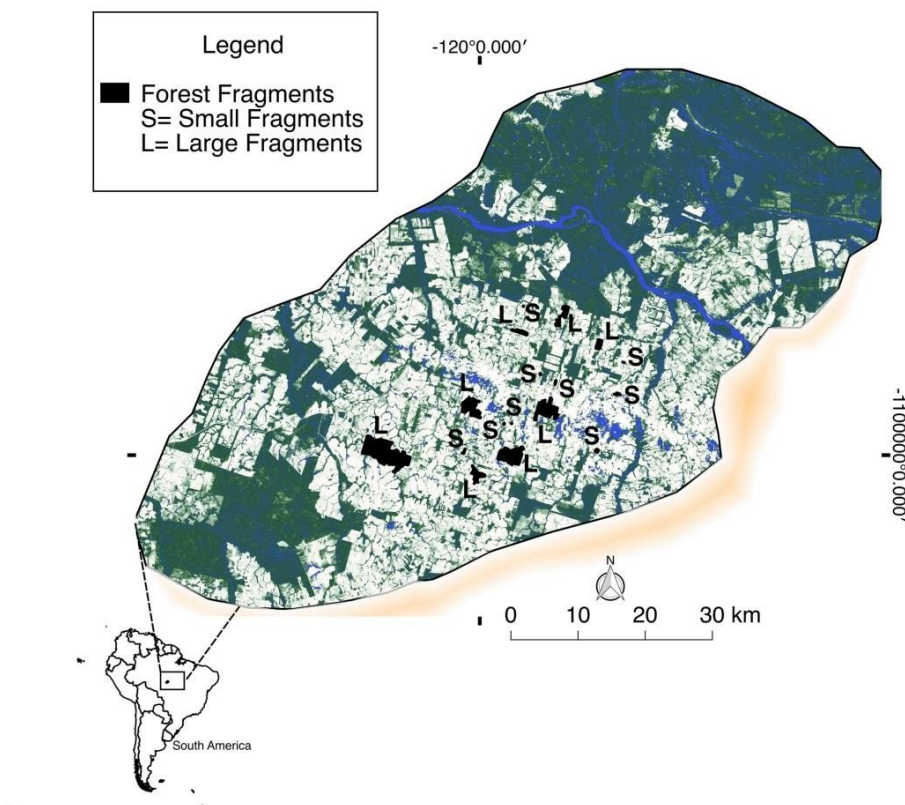 Legend
Forest Fragments
S= Small Fragments
L= Large Fragments
-120°0.000′
L
S
L
L
S
S
L
S
S
S
L
S
L
S
S
L
L
-1100000°0.000′
N
0 10 20 30 km
South America